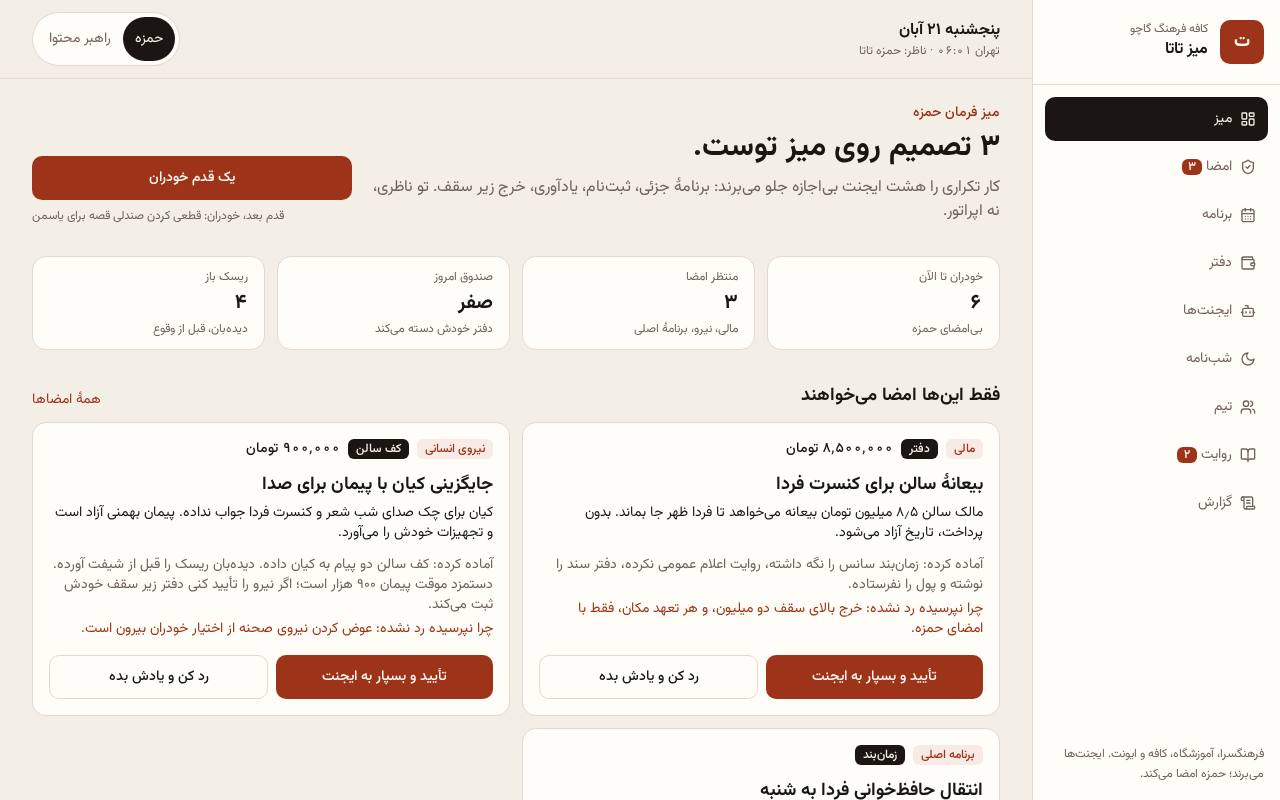 کافه فرهنگ گاچو
میز تاتا
ت
میز
امضا ۳
برنامه
دفتر
ایجنت‌ها
شب‌نامه
تیم
روایت ۲
گزارش
فرهنگسرا، آموزشگاه، کافه و ایونت. ایجنت‌ها
می‌برند؛ حمزه امضا می‌کند.
پنجشنبه ۲۱ آبان
تهران ۰۶:۰۱ · ناظر: حمزه تاتا
حمزه
راهبر محتوا
میز فرمان حمزه
۳ تصمیم روی میز توست.
کار تکراری را هشت ایجنت بی‌اجازه جلو می‌برند: برنامهٔ جزئی، ثبت‌نام، یادآوری، خرج زیر سقف. تو ناظری،
نه اپراتور.
یک قدم خودران
قدم بعد، خودران: قطعی کردن صندلی قصه برای یاسمن
خودران تا الآن
۶
بی‌امضای حمزه
منتظر امضا
۳
مالی، نیرو، برنامهٔ اصلی
صندوق امروز
صفر
دفتر خودش دسته می‌کند
ریسک باز
۴
دیده‌بان، قبل از وقوع
فقط این‌ها امضا می‌خواهند
همهٔ امضاها
مالی دفتر ۸,۵۰۰,۰۰۰ تومان
بیعانهٔ سالن برای کنسرت فردا
مالک سالن ۸٫۵ میلیون تومان بیعانه می‌خواهد تا فردا ظهر جا بماند. بدون
پرداخت، تاریخ آزاد می‌شود.
آماده کرده: زمان‌بند سانس را نگه داشته، روایت اعلام عمومی نکرده، دفتر سند را
نوشته و پول را نفرستاده.
چرا نپرسیده رد نشده: خرج بالای سقف دو میلیون، و هر تعهد مکان، فقط با
امضای حمزه.
تأیید و بسپار به ایجنت
رد کن و یادش بده
نیروی انسانی کف سالن ۹۰۰,۰۰۰ تومان
جایگزینی کیان با پیمان برای صدا
کیان برای چک صدای شب شعر و کنسرت فردا جواب نداده. پیمان بهمنی آزاد است
و تجهیزات خودش را می‌آورد.
آماده کرده: کف سالن دو پیام به کیان داده. دیده‌بان ریسک را قبل از شیفت آورده.
دستمزد موقت پیمان ۹۰۰ هزار است؛ اگر نیرو را تأیید کنی دفتر زیر سقف خودش
ثبت می‌کند.
چرا نپرسیده رد نشده: عوض کردن نیروی صحنه از اختیار خودران بیرون است.
تأیید و بسپار به ایجنت
رد کن و یادش بده
برنامه اصلی زمان‌بند
انتقال حافظ‌خوانی فردا به شنبه